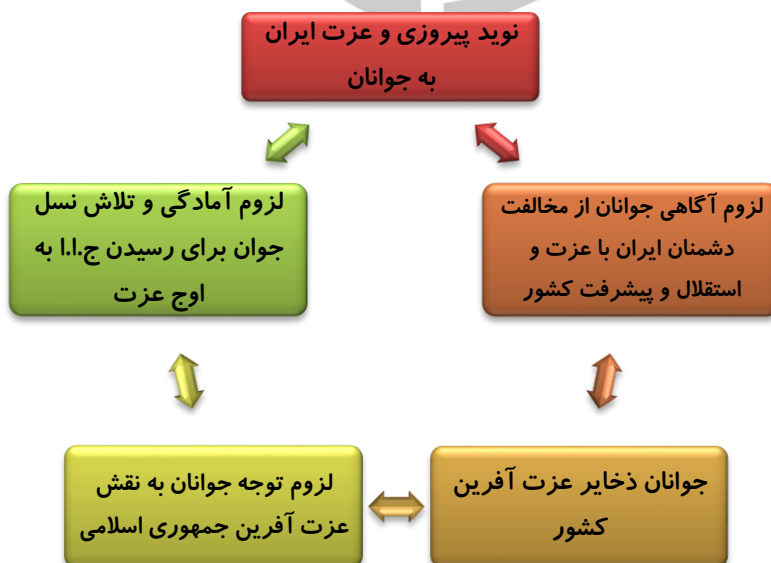 نوید پیروزی و عزت ایران
به جوانان
لزوم آگاهی جوانان از مخالفت
دشمنان ایران با عزت و
استقلال و پیشرفت کشور
جوانان ذخایر عزت آفرین
کشور
لزوم توجه جوانان به نقش
عزت آفرین جمهوری اسلامی
لزوم آمادگی و تلاش نسل
جوان برای رسیدن ج.ا.ا به
اوج عزت